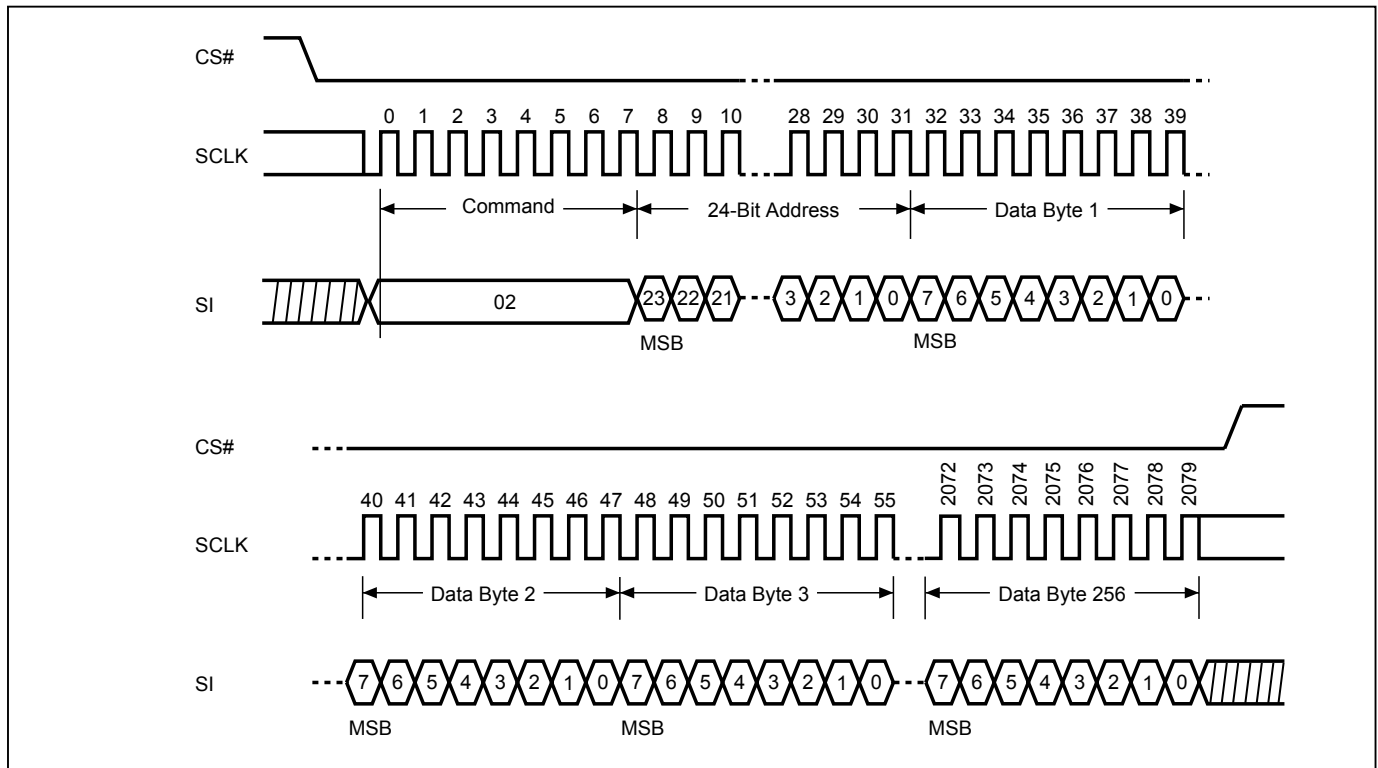 CS#
0 1 2 3 4 5 6 7 8 9 10 28 29 30 31 32 33 34 35 36 37 38 39
SCLK
Command 24-Bit Address Data Byte 1
SI 02 23 22 21 3 2 1 0 7 6 5 4 3 2 1 0
MSB MSB
CS#
2072 2073 2074 2075 2076 2077 2078 2079
40 41 42 43 44 45 46 47 48 49 50 51 52 53 54 55
SCLK
Data Byte 2 Data Byte 3 Data Byte 256
SI 7 6 5 4 3 2 1 0 7 6 5 4 3 2 1 0 7 6 5 4 3 2 1 0
MSB MSB MSB